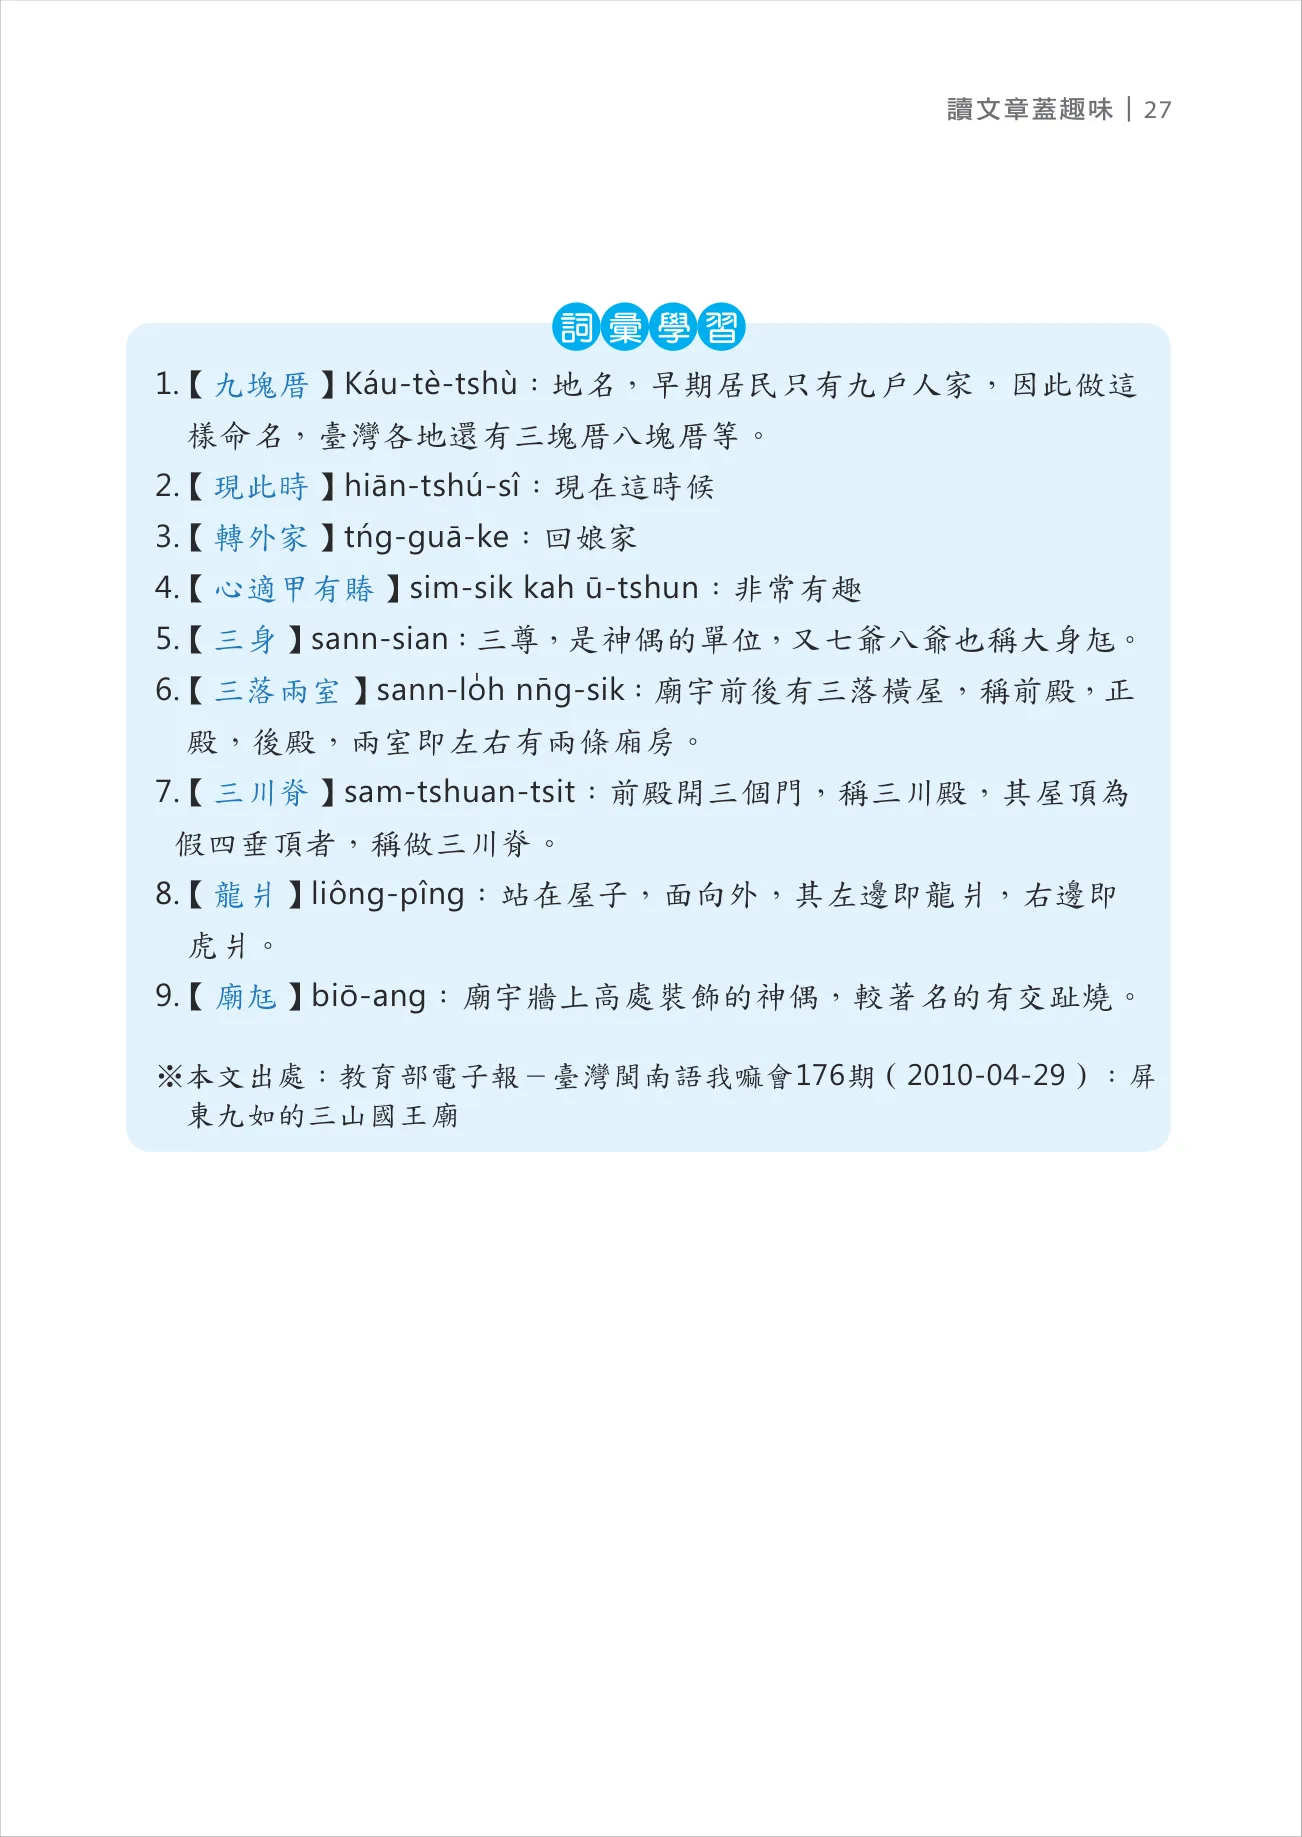 讀文章蓋趣味｜27
詞彙學習
1.【九塊厝】Káu-tè-tshù：地名，早期居民只有九戶人家，因此做這
樣命名，臺灣各地還有三塊厝八塊厝等。
2.【現此時】hiān-tshú-sî：現在這時候
3.【轉外家】tńg-guā-ke：回娘家
4.【心適甲有賰】sim-sik kah ū-tshun：非常有趣
5.【三身】sann-sian：三尊，是神偶的單位，又七爺八爺也稱大身尪。
6.【三落兩室】sann-lo̍h nn̄g-sik：廟宇前後有三落橫屋，稱前殿，正
殿，後殿，兩室即左右有兩條廂房。
7.【三川脊】sam-tshuan-tsit：前殿開三個門，稱三川殿，其屋頂為
假四垂頂者，稱做三川脊。
8.【龍爿】liông-pîng：站在屋子，面向外，其左邊即龍爿，右邊即
虎爿。
9.【廟尪】biō-ang：廟宇牆上高處裝飾的神偶，較著名的有交趾燒。
※本文出處：教育部電子報－臺灣閩南語我嘛會176期（2010-04-29）：屏
東九如的三山國王廟